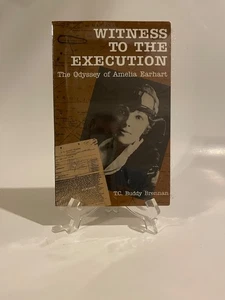 WITNESS
TO THE
EXECUTION
The Odyssey of Amelia Earhart
T.C. Buddy Brennan